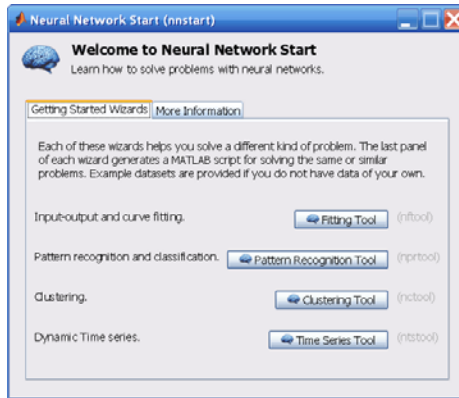 Neural Network Start (nnstart)
Welcome to Neural Network Start
Learn how to solve problems with neural networks.
Getting Started Wizards More Information
Each of these wizards helps you solve a different kind of problem. The last panel
of each wizard generates a MATLAB script for solving the same or similar
problems. Example datasets are provided if you do not have data of your own.
Input-output and curve fitting. Fitting Tool (nftool)
Pattern recognition and classification. Pattern Recognition Tool (nprtool)
Clustering. Clustering Tool (nctool)
Dynamic Time series. Time Series Tool (ntstool)